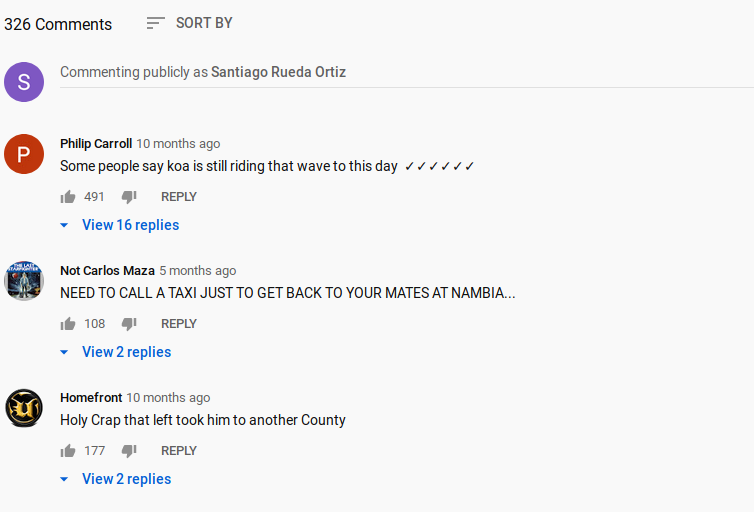 326 Comments SORT BY
S Commenting publicly as Santiago Rueda Ortiz
P Philip Carroll 10 months ago
Some people say koa is still riding that wave to this day ✓✓✓✓✓✓
491 REPLY
View 16 replies
THE LAST STARFIGHTER
Not Carlos Maza 5 months ago
NEED TO CALL A TAXI JUST TO GET BACK TO YOUR MATES AT NAMBIA...
108 REPLY
View 2 replies
Homefront 10 months ago
Holy Crap that left took him to another County
177 REPLY
View 2 replies